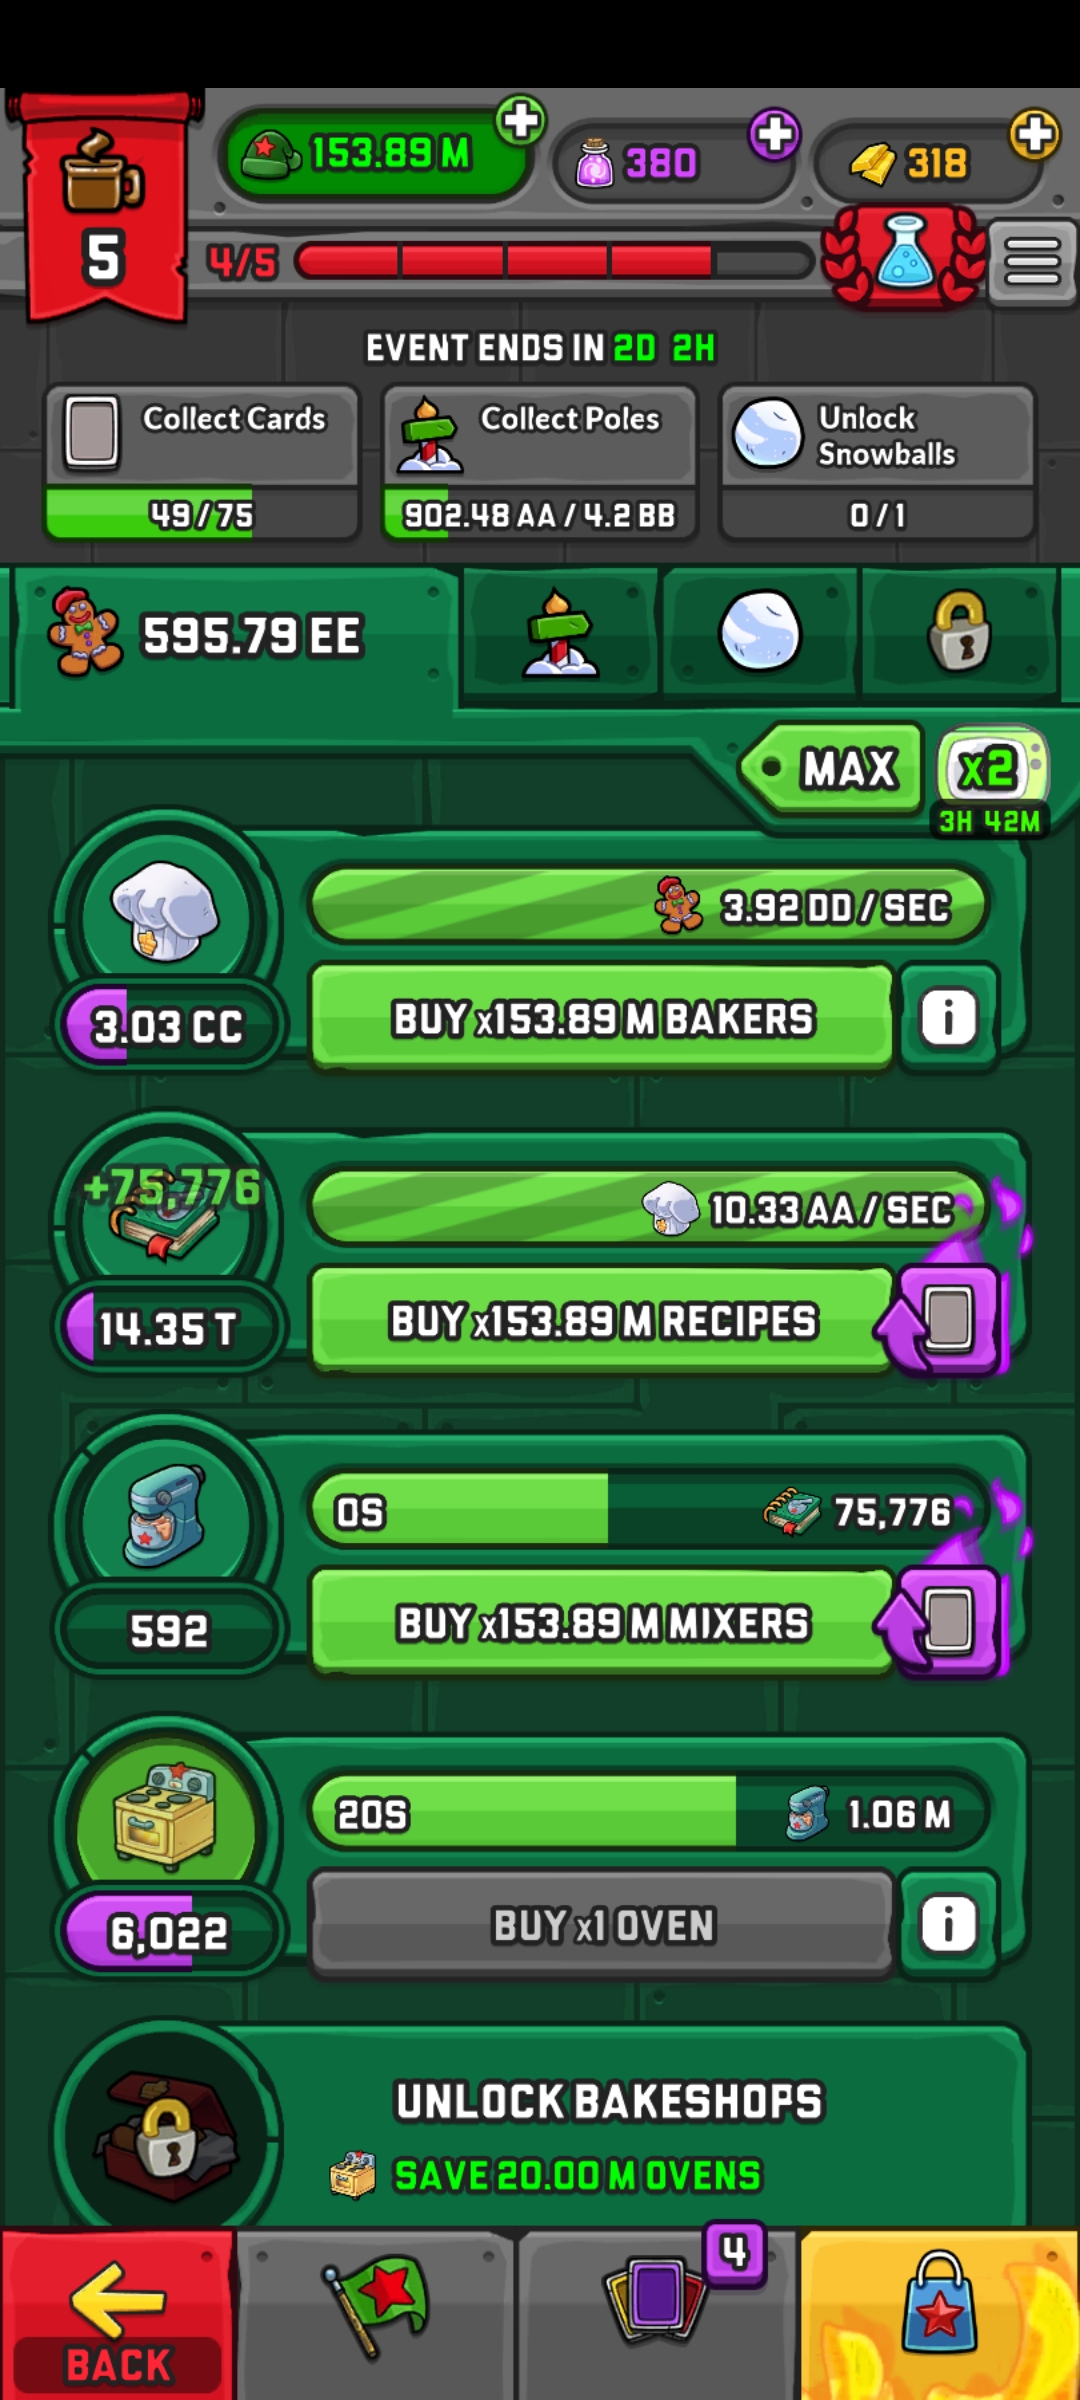 153.89 M
380
318
5
4/5
EVENT ENDS IN 2D 2H
Collect Cards
49/75
Collect Poles
902.48 AA / 4.2 BB
Unlock
Snowballs
0/1
595.79 EE
MAX
x2
3H 42M
3.92 DD / SEC
3.03 CC
BUY x153.89 M BAKERS
+75,776
10.33 AA / SEC
14.35 T
BUY x153.89 M RECIPES
0S
75,776
592
BUY x153.89 M MIXERS
20S
1.06 M
6,022
BUY x1 OVEN
UNLOCK BAKESHOPS
SAVE 20.00 M OVENS
4
BACK